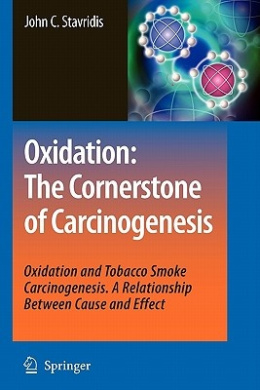 John C. Stavridis
Oxidation:
The Cornerstone
of Carcinogenesis
Oxidation and Tobacco Smoke
Carcinogenesis. A Relationship
Between Cause and Effect
Springer